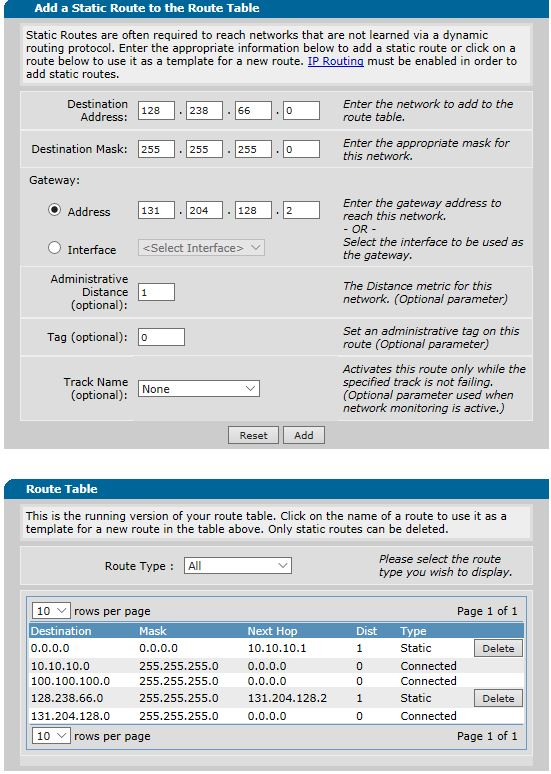 Add a Static Route to the Route Table
Static Routes are often required to reach networks that are not learned via a dynamic
routing protocol. Enter the appropriate information below to add a static route or click on a
route below to use it as a template for a new route. IP Routing must be enabled in order to
add static routes.
Destination Address: 128 . 238 . 66 . 0 Enter the network to add to the
route table.
Destination Mask: 255 . 255 . 255 . 0 Enter the appropriate mask for
this network.
Gateway:
Address 131 . 204 . 128 . 2 Enter the gateway address to
reach this network.
- OR -
Interface <Select Interface> Select the interface to be used as
the gateway.
Administrative
Distance
(optional): 1 The Distance metric for this
network. (Optional parameter)
Tag (optional): 0 Set an administrative tag on this
route (Optional parameter)
Track Name
(optional): None Activates this route only while the
specified track is not failing.
(Optional parameter used when
network monitoring is active.)
Reset Add
Route Table
This is the running version of your route table. Click on the name of a route to use it as a
template for a new route in the table above. Only static routes can be deleted.
Route Type : All Please select the route
type you wish to display.
10 rows per page Page 1 of 1
Destination Mask Next Hop Dist Type
0.0.0.0 0.0.0.0 10.10.10.1 1 Static Delete
10.10.10.0 255.255.255.0 0.0.0.0 0 Connected
100.100.100.0 255.255.255.0 0.0.0.0 0 Connected
128.238.66.0 255.255.255.0 131.204.128.2 1 Static Delete
131.204.128.0 255.255.255.0 0.0.0.0 0 Connected
10 rows per page Page 1 of 1